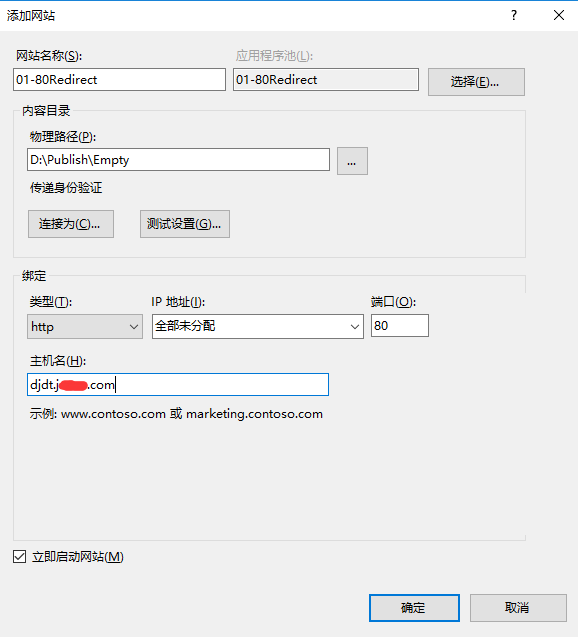 添加网站
网站名称(S):
应用程序池(L):
01-80Redirect
01-80Redirect
选择(E)...
内容目录
物理路径(P):
D:\Publish\Empty
...
传递身份验证
连接为(C)...
测试设置(G)...
绑定
类型(T):
IP 地址(I):
端口(O):
http
全部未分配
80
主机名(H):
djdt.j .com
示例: www.contoso.com 或 marketing.contoso.com
立即启动网站(M)
确定
取消